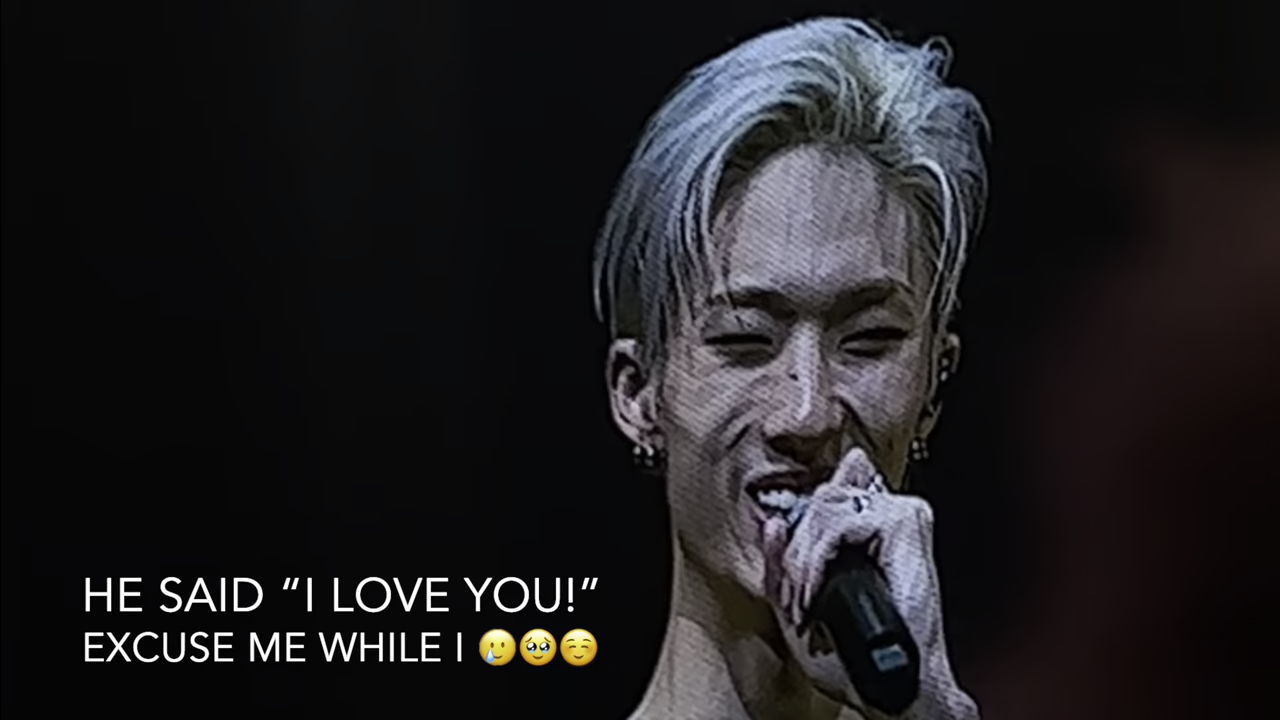 HE SAID “I LOVE YOU!”
EXCUSE ME WHILE I 🥲🥹☺️